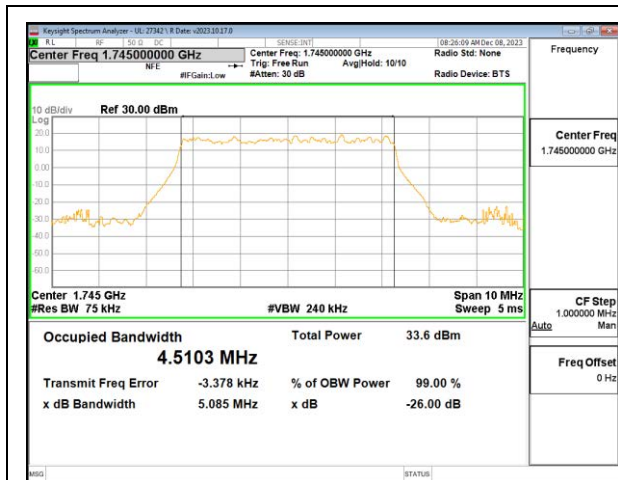 Keysight Spectrum Analyzer - UL: 27342 \ R Date: v2023.10.17.0
RL RF 50 Ω DC SENSE:INT 08:26:09 AM Dec 08, 2023
Center Freq 1.745000000 GHz
NFE
#IFGain:Low
Center Freq: 1.745000000 GHz
Trig: Free Run Avg|Hold: 10/10
#Atten: 30 dB
Radio Std: None
Radio Device: BTS
10 dB/div Ref 30.00 dBm
Log
20.0
10.0
0.00
-10.0
-20.0
-30.0
-40.0
-50.0
-60.0
Center 1.745 GHz Span 10 MHz
#Res BW 75 kHz #VBW 240 kHz Sweep 5 ms
Occupied Bandwidth Total Power 33.6 dBm
4.5103 MHz
Transmit Freq Error -3.378 kHz % of OBW Power 99.00 %
x dB Bandwidth 5.085 MHz x dB -26.00 dB
MSG STATUS
Frequency
Center Freq
1.745000000 GHz
CF Step
1.000000 MHz
Auto Man
Freq Offset
0 Hz